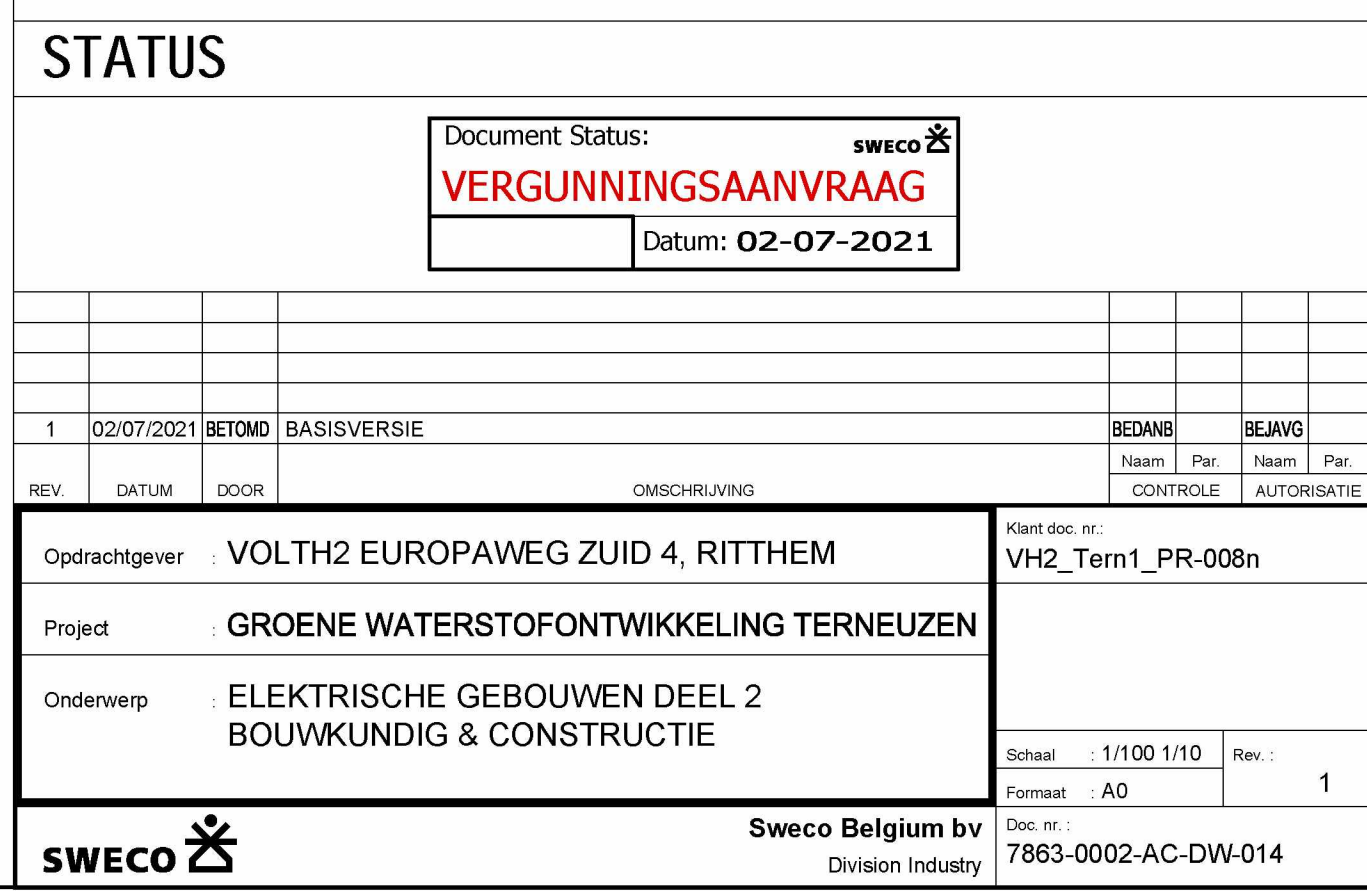 STATUS
Document Status:
SWECO
VERGUNNINGSAANVRAAG
Datum: 02-07-2021
1 02/07/2021 BETOMD BASISVERSIE BEDANB BEJAVG
Naam Par. Naam Par.
REV. DATUM DOOR OMSCHRIJVING CONTROLE AUTORISATIE
Opdrachtgever : VOLTH2 EUROPAWEG ZUID 4, RITTHEM
Klant doc. nr.:
VH2_Tern1_PR-008n
Project : GROENE WATERSTOFONTWIKKELING TERNEUZEN
Onderwerp : ELEKTRISCHE GEBOUWEN DEEL 2
BOUWKUNDIG & CONSTRUCTIE
Schaal : 1/100 1/10 Rev. :
Formaat : A0 1
SWECO
Sweco Belgium bv
Division Industry
Doc. nr. :
7863-0002-AC-DW-014